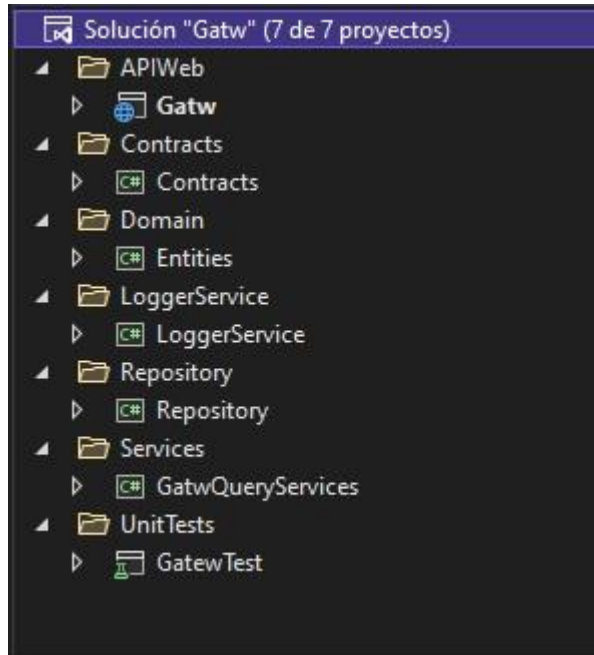 Solución "Gatw" (7 de 7 proyectos)
APIWeb
Gatw
Contracts
C# Contracts
Domain
C# Entities
LoggerService
C# LoggerService
Repository
C# Repository
Services
C# GatwQueryServices
UnitTests
GatewTest